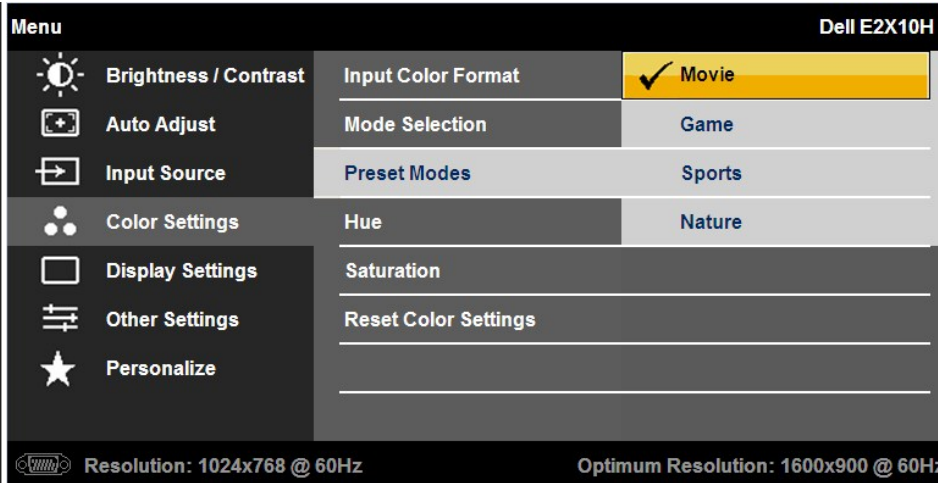 Menu Dell E2X10H
Brightness / Contrast Input Color Format Movie
Auto Adjust Mode Selection Game
Input Source Preset Modes Sports
Color Settings Hue Nature
Display Settings Saturation
Other Settings Reset Color Settings
Personalize
Resolution: 1024x768 @ 60Hz Optimum Resolution: 1600x900 @ 60Hz